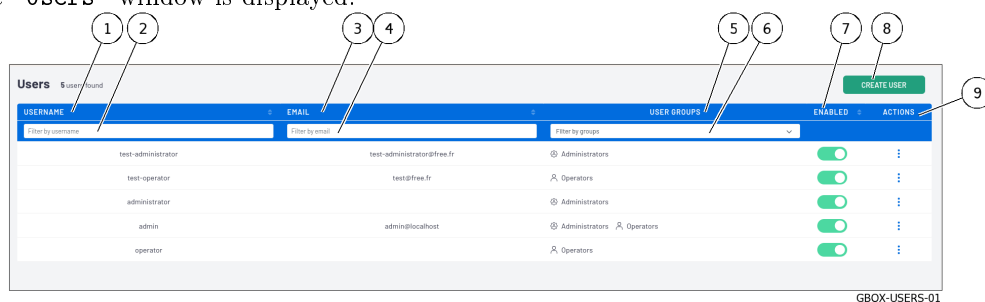 "Users" window is displayed.
1 2 3 4 5 6 7 8
Users 5 users found CREATE USER
9
USERNAME EMAIL USER GROUPS ENABLED ACTIONS
Filter by username Filter by email Filter by groups
test-administrator test-administrator@free.fr Administrators
test-operator test@free.fr Operators
administrator Administrators
admin admin@localhost Administrators Operators
operator Operators
GBOX-USERS-01